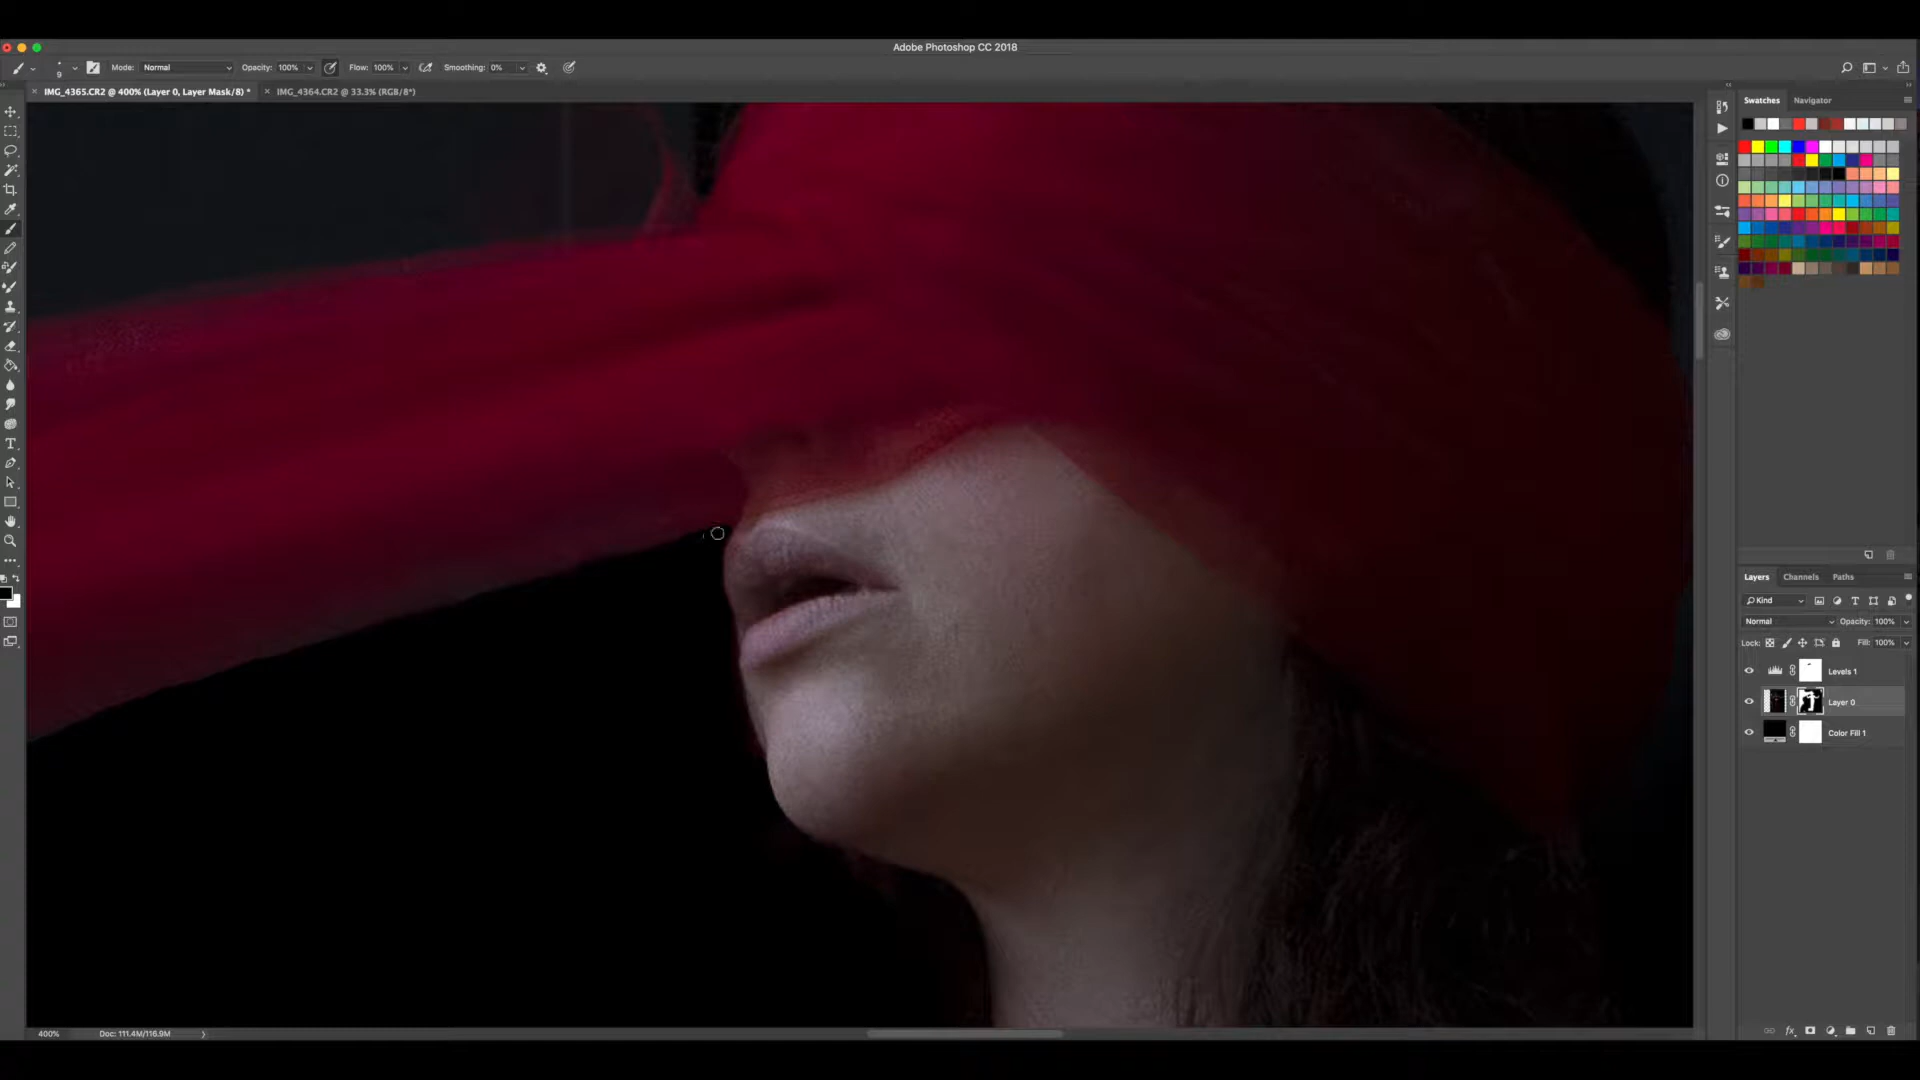 Adobe Photoshop CC 2018
9 Mode: Normal Opacity: 100% Flow: 100% Smoothing: 0%
× IMG_4365.CR2 @ 400% (Layer 0, Layer Mask/8) * × IMG_4364.CR2 @ 33.3% (RGB/8*)
Swatches Navigator
Layers Channels Paths
Kind
Normal Opacity: 100%
Lock: Fill: 100%
Levels 1
Layer 0
Color Fill 1
400% Doc: 111.4M/116.9M